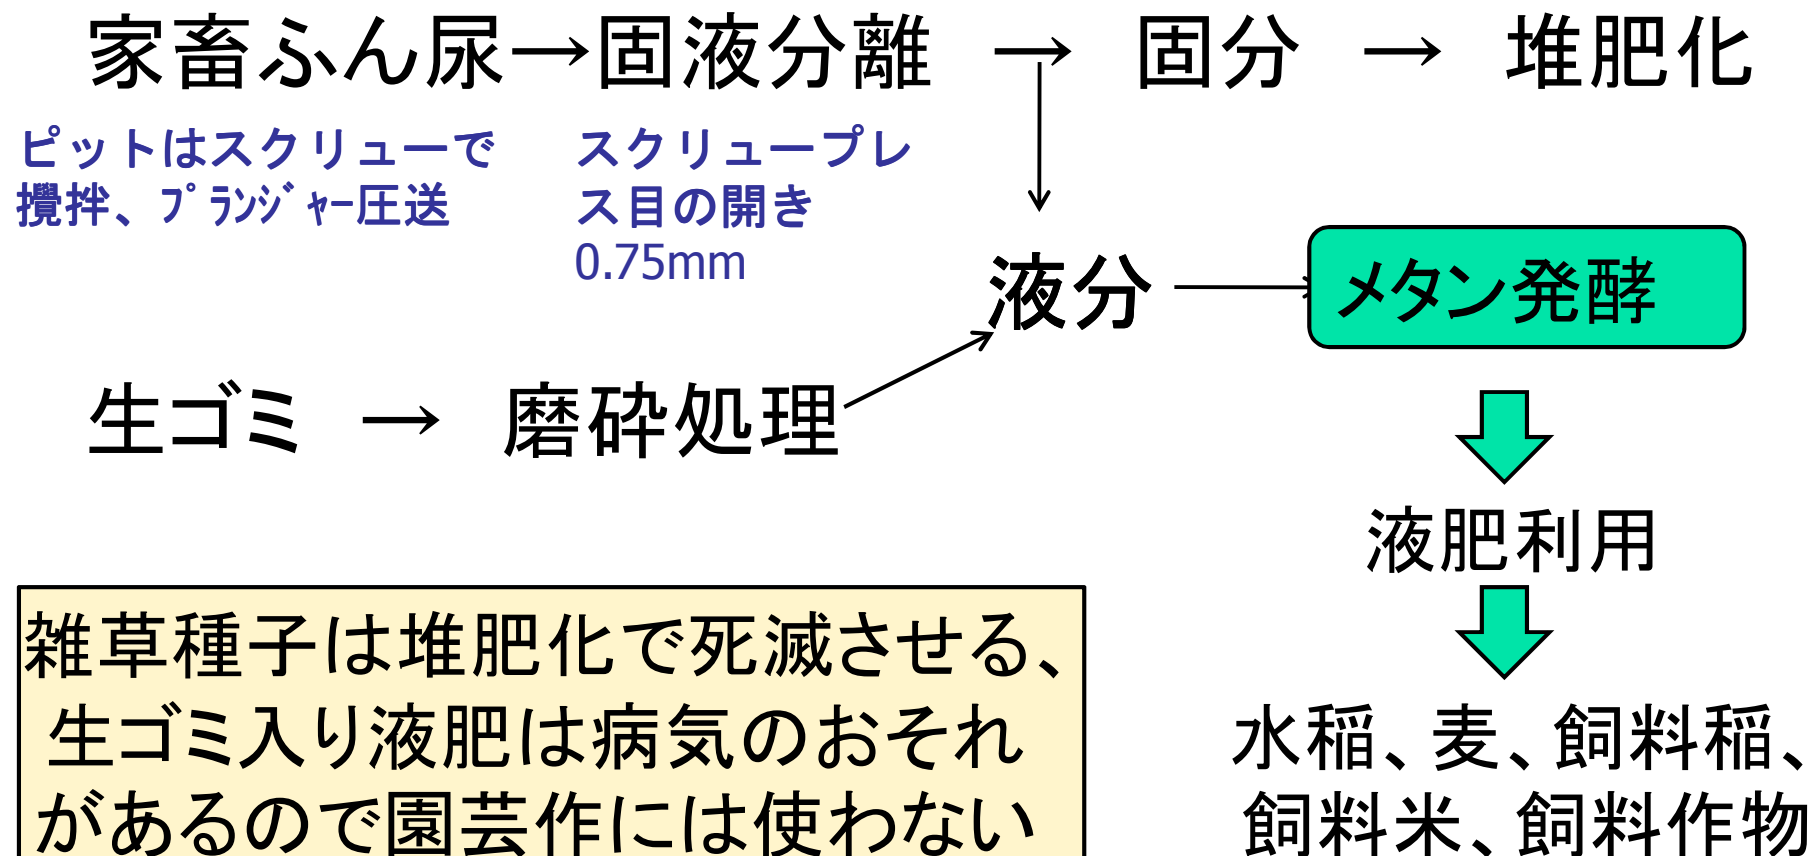 家畜ふん尿→固液分離 → 固分 → 堆肥化
ピットはスクリューで
攪拌、プランジャー圧送
スクリュープレ
ス目の開き
0.75mm
液分
メタン発酵
生ゴミ → 磨砕処理
液肥利用
雑草種子は堆肥化で死滅させる、
生ゴミ入り液肥は病気のおそれ
があるので園芸作には使わない
水稲、麦、飼料稲、
飼料米、飼料作物